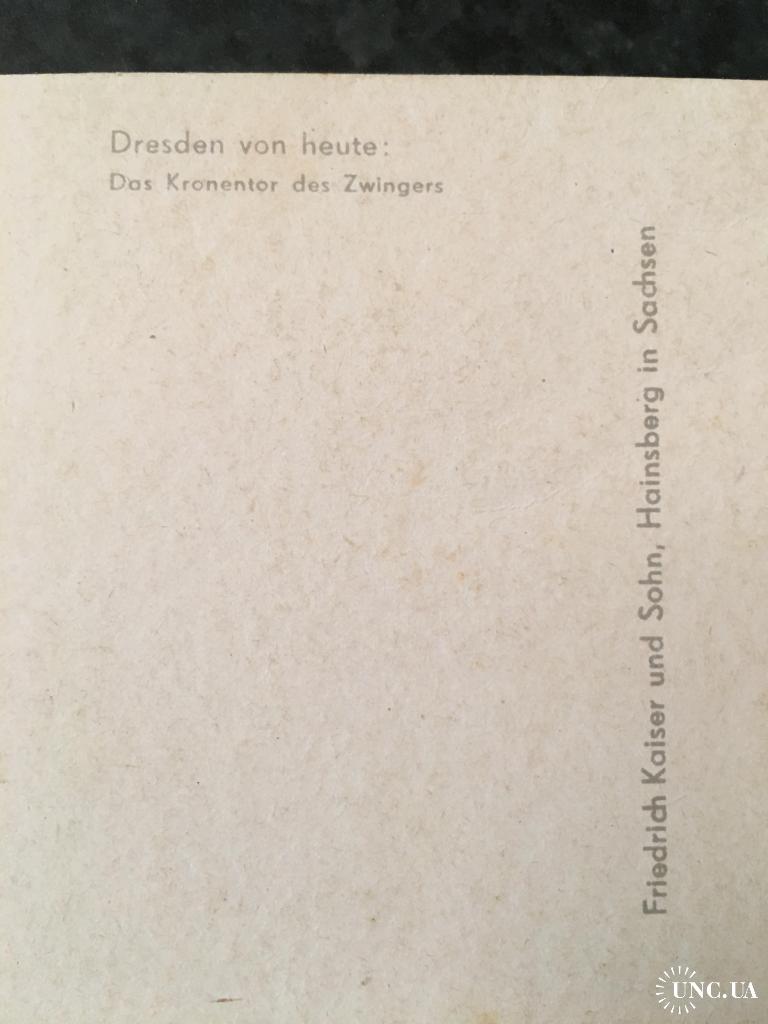 Dresden von heute:
Das Kronentor des Zwingers
Friedrich Kaiser und Sohn, Hainsberg in Sachsen
UNC.UA